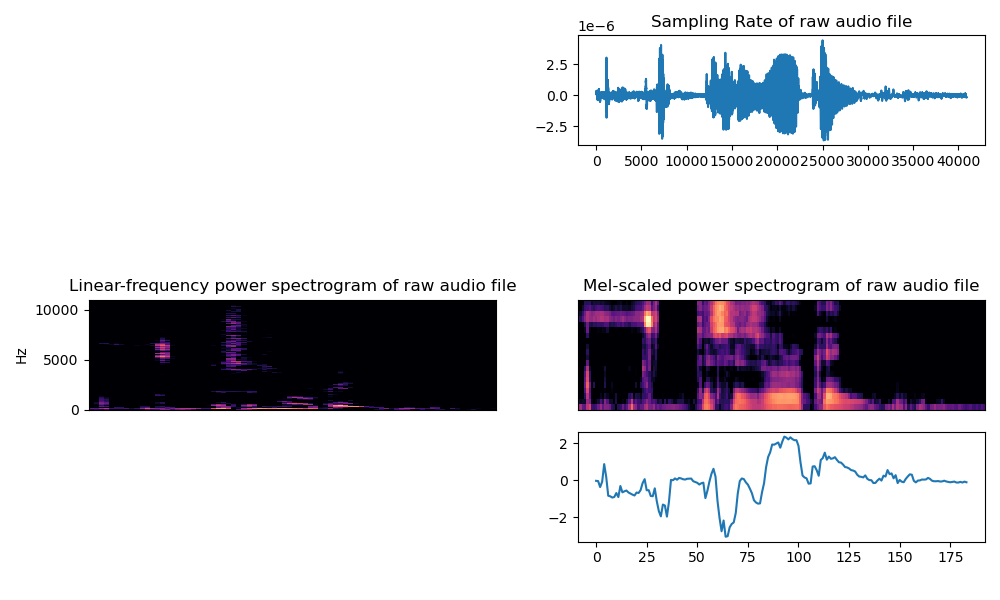 Sampling Rate of raw audio file
1e−6
2.5
0.0
−2.5
0 5000 10000 15000 20000 25000 30000 35000 40000
Linear-frequency power spectrogram of raw audio file
Hz
10000
5000
0
Mel-scaled power spectrogram of raw audio file
2
0
−2
0 25 50 75 100 125 150 175